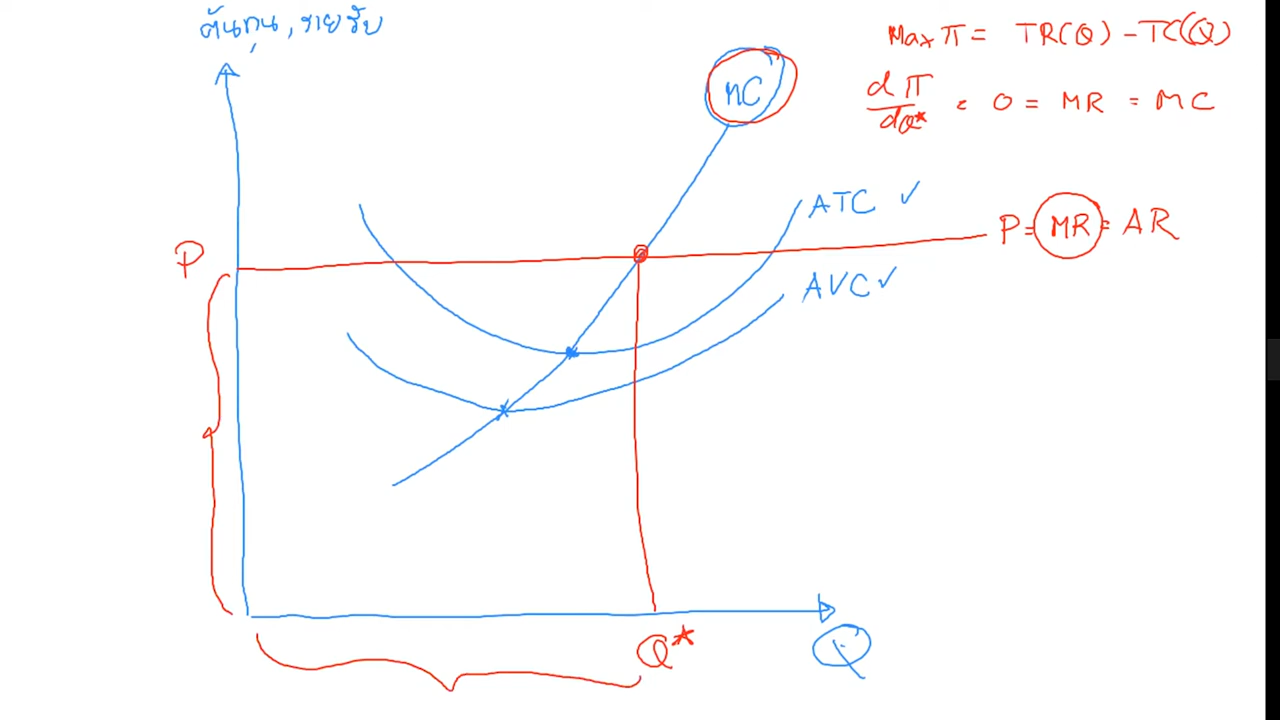 ต้นทุน, รายรับ
Max π = TR(Q) - TC(Q)
dπ
dQ* = 0 = MR = MC
MC
ATC ✓
P = MR = AR
P
AVC ✓
Q*
Q